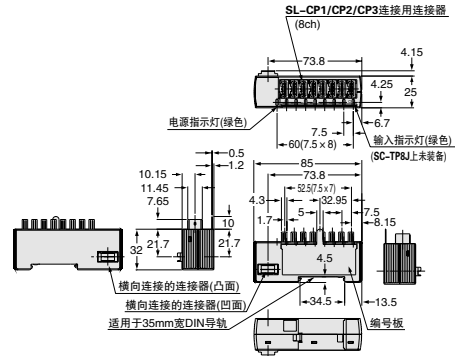 SL-CP1/CP2/CP3连接用连接器
(8ch)
73.8
4.15
4.25
25
电源指示灯(绿色)
7.5
6.7
60(7.5 x 8)
输入指示灯(绿色)
(SC-TP8J上未装备)
0.5
1.2
85
10.15
73.8
11.45
52.5(7.5 x 7)
7.65
4.3
32.95
10
1.7
5
7.5
8.15
32
21.7
21.7
4.5
横向连接的连接器(凸面)
横向连接的连接器(凹面)
34.5
13.5
适用于35mm宽DIN导轨
编号板